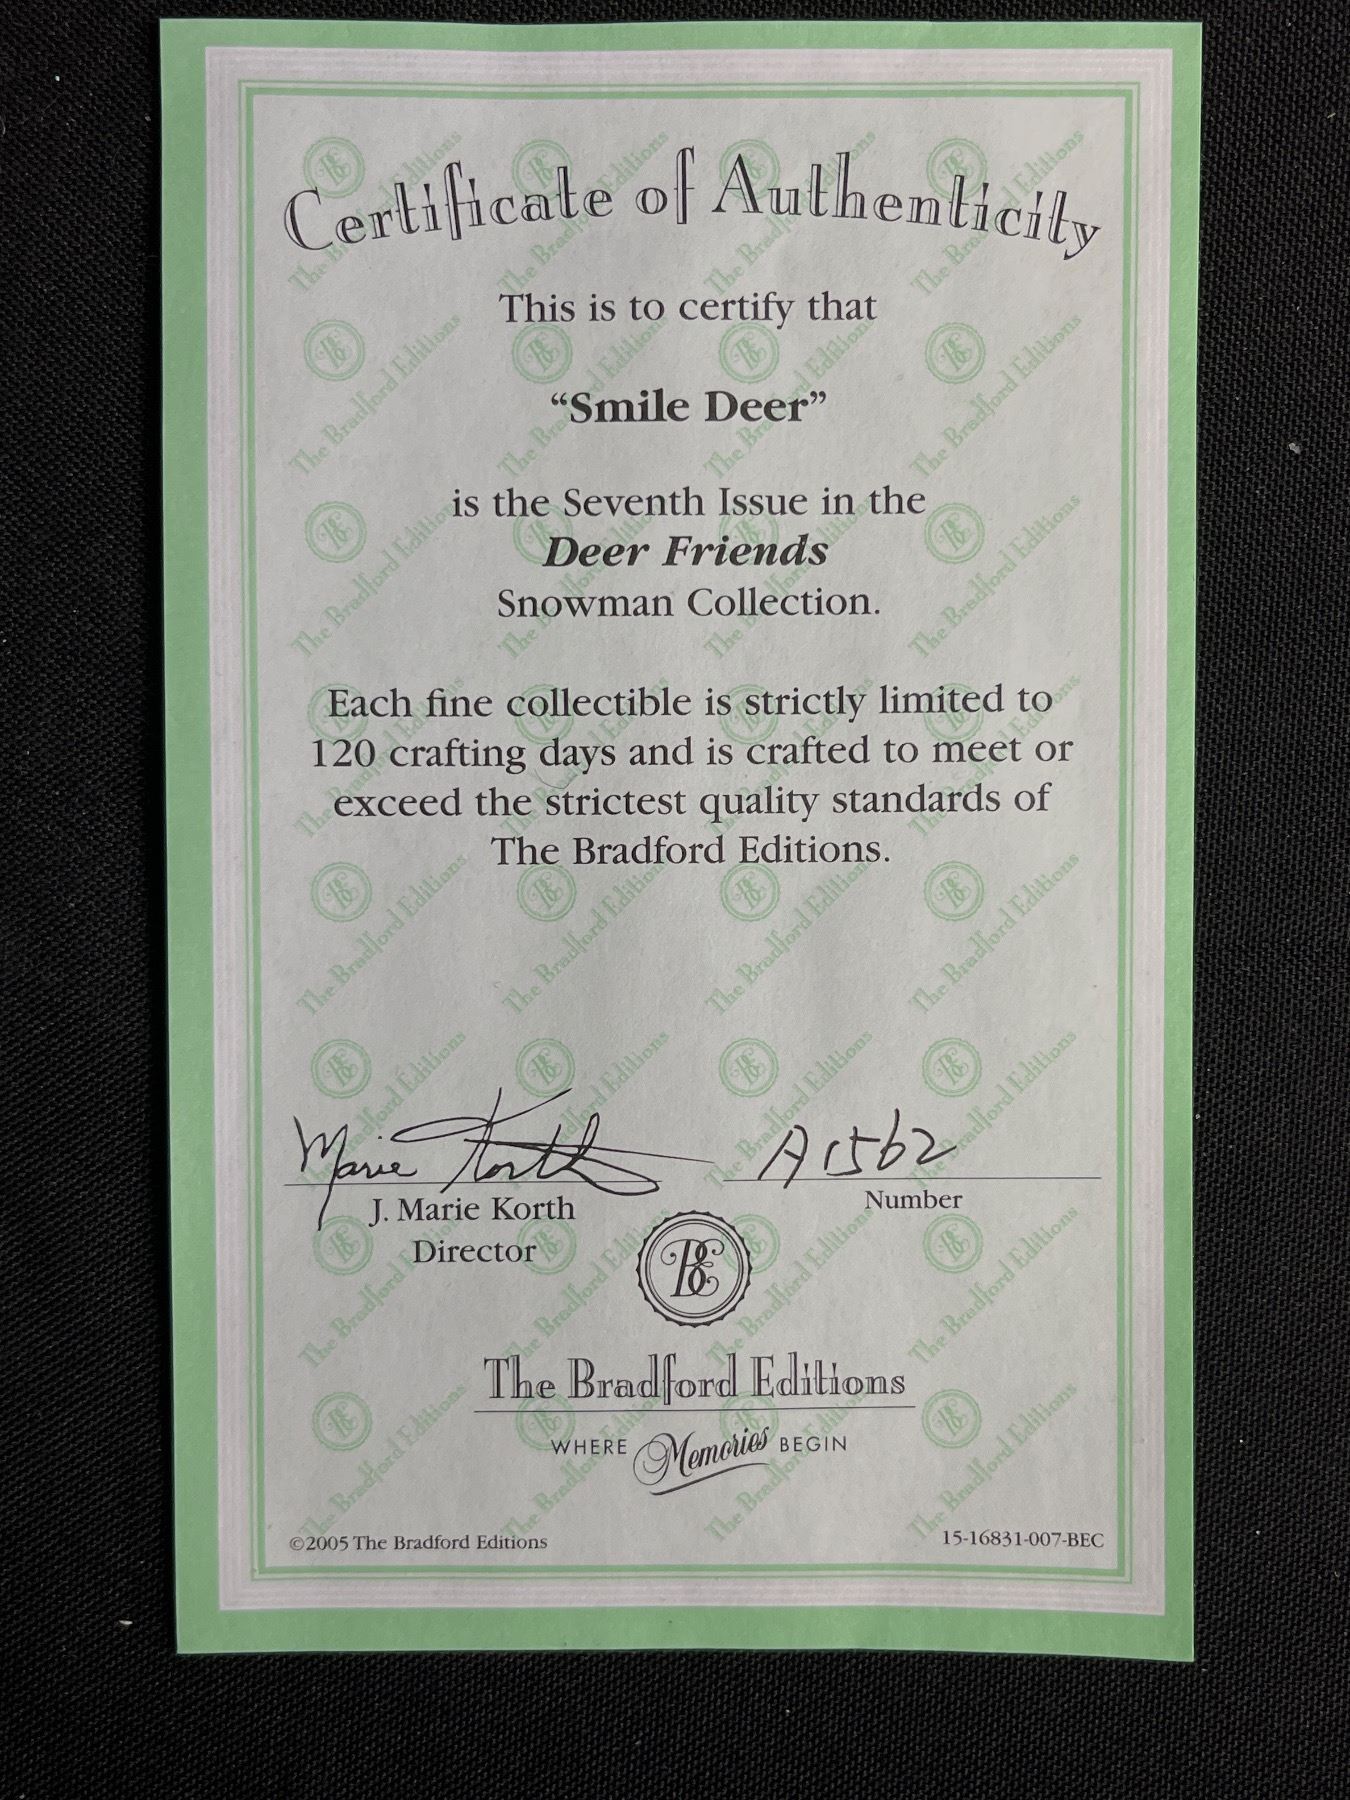 Certificate of Authenticity
This is to certify that
“Smile Deer”
is the Seventh Issue in the
Deer Friends
Snowman Collection.
Each fine collectible is strictly limited to
120 crafting days and is crafted to meet or
exceed the strictest quality standards of
The Bradford Editions.
Marie Korth
A1562
J. Marie Korth
Number
Director
BE
The Bradford Editions
WHERE Memories BEGIN
©2005 The Bradford Editions
15-16831-007-BEC